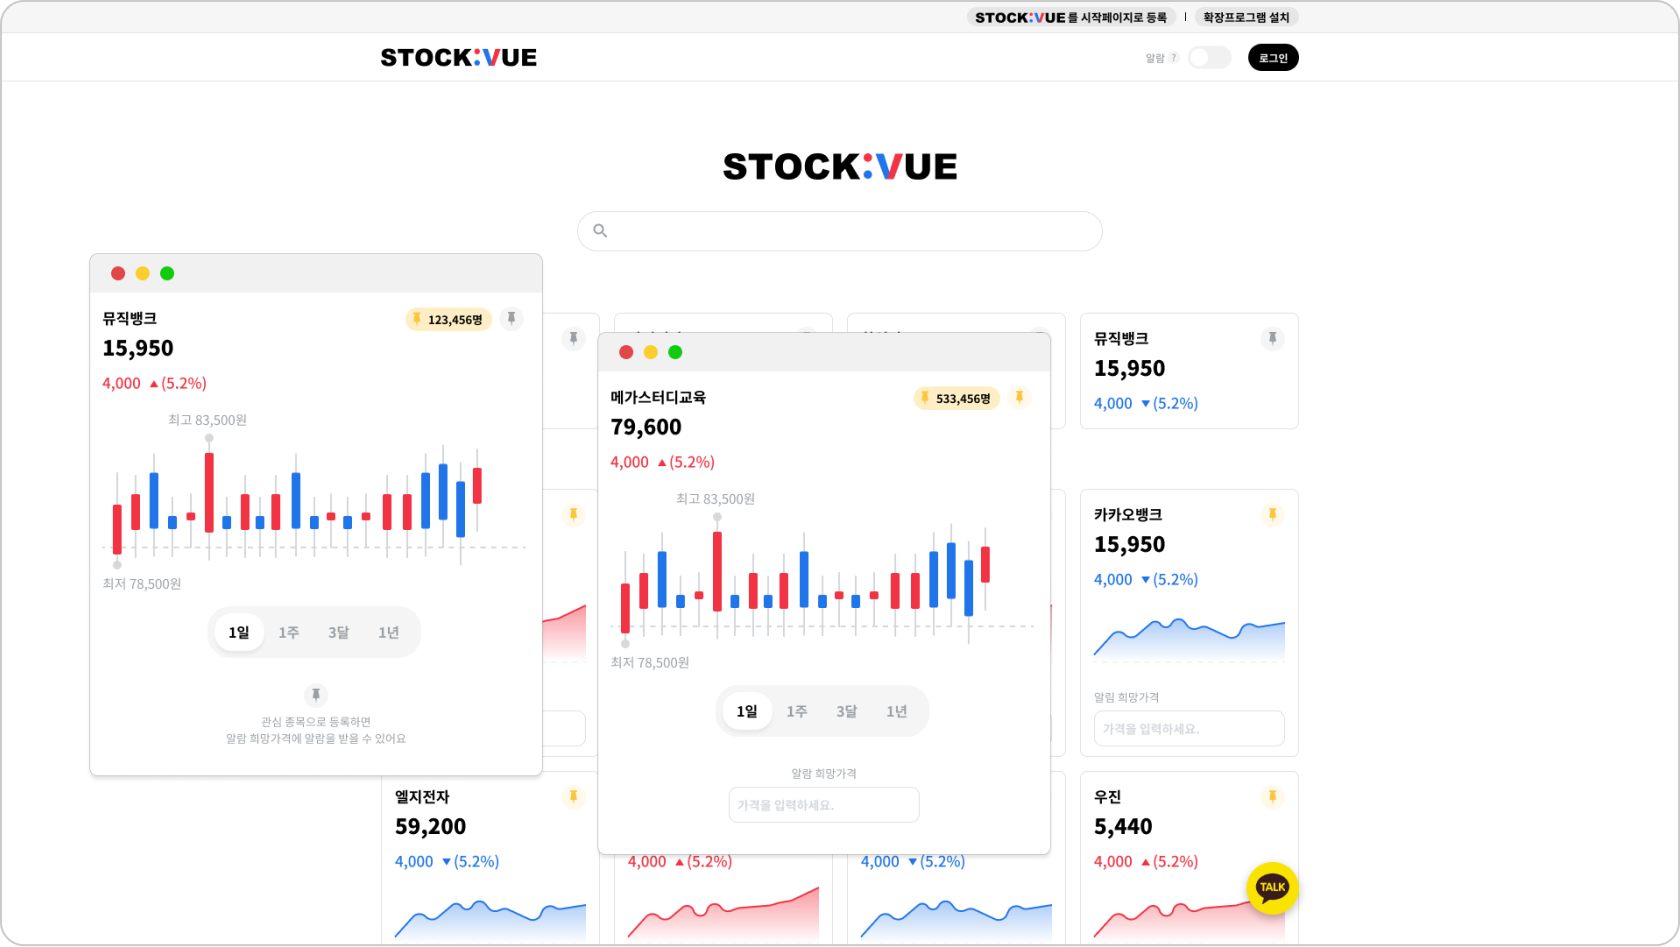 STOCK:VUE 를 시작페이지로 등록 | 확장프로그램 설치
STOCK:VUE
알람 ?
로그인
STOCK:VUE
뮤직뱅크
123,456명
15,950
4,000 ▲(5.2%)
최고 83,500원
최저 78,500원
1일 1주 3달 1년
관심 종목으로 등록하면
알람 희망가격에 알람을 받을 수 있어요
메가스터디교육
533,456명
79,600
4,000 ▲(5.2%)
최고 83,500원
최저 78,500원
1일 1주 3달 1년
알람 희망가격
가격을 입력하세요.
뮤직뱅크
15,950
4,000 ▼(5.2%)
카카오뱅크
15,950
4,000 ▼(5.2%)
알림 희망가격
가격을 입력하세요.
엘지전자
59,200
4,000 ▼(5.2%)
4,000 ▲(5.2%)
4,000 ▼(5.2%)
우진
5,440
4,000 ▲(5.2%)
TALK